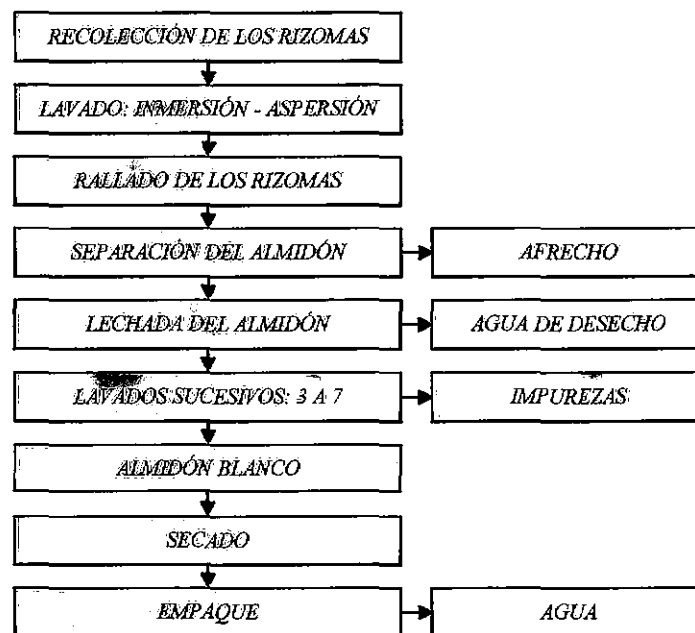 RECOLECCIÓN DE LOS RIZOMAS
LAVADO: INMERSIÓN - ASPERSIÓN
RALLADO DE LOS RIZOMAS
SEPARACIÓN DEL ALMIDÓN
AFRECHO
LECHADA DEL ALMIDÓN
AGUA DE DESECHO
LAVADOS SUCESIVOS: 3 A 7
IMPUREZAS
ALMIDÓN BLANCO
SECADO
EMPAQUE
AGUA